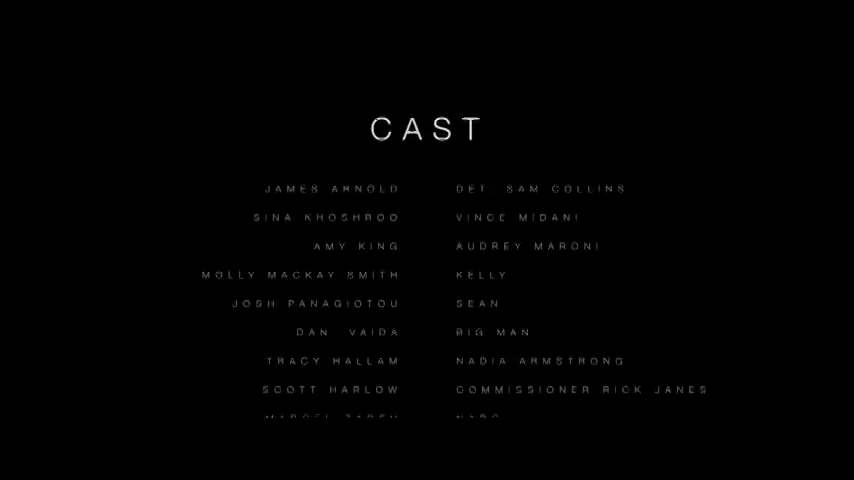 CAST
JAMES ARNOLD DET. SAM COLLINS
SINA KHOSHROO VINCE MIDANI
AMY KING AUDREY MARONI
MOLLY MACKAY SMITH KELLY
JOSH PANAGIOTOU SEAN
DAN VAIDA BIG MAN
TRACY HALLAM NADIA ARMSTRONG
SCOTT HARLOW COMMISSIONER RICK JANES